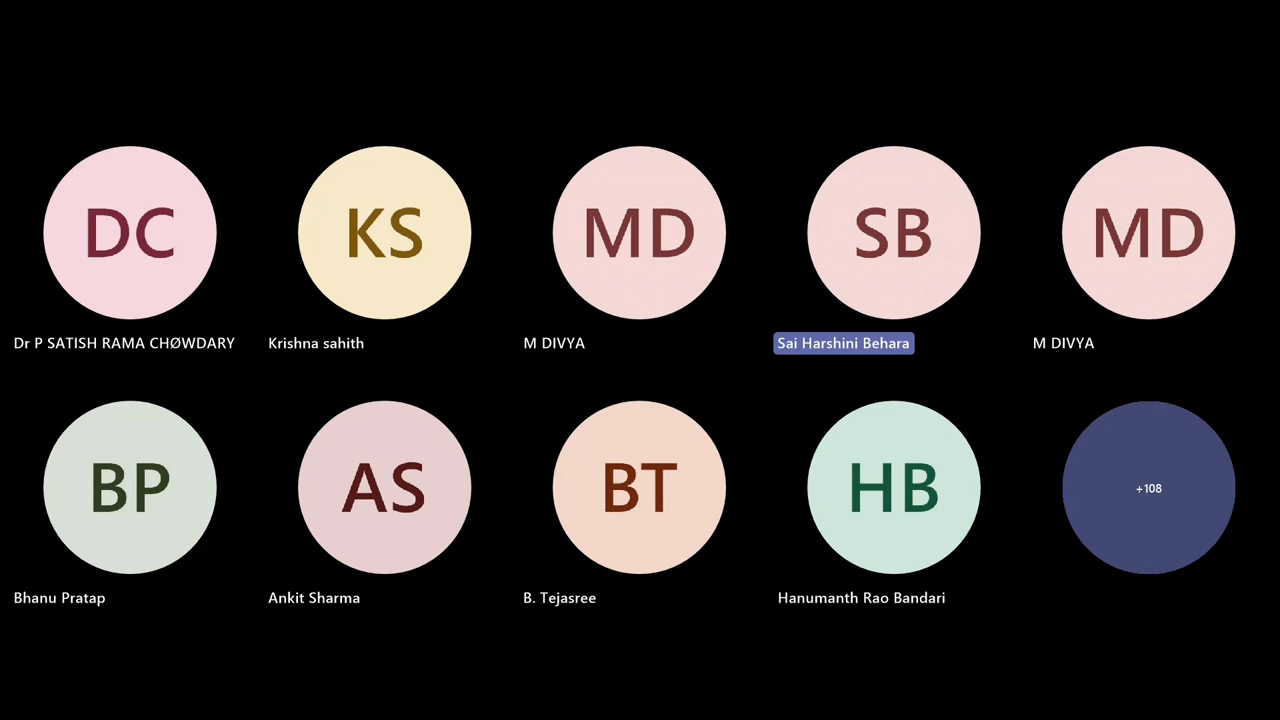 DC
KS
MD
SB
MD
Dr P SATISH RAMA CHØWDARY
Krishna sahith
M DIVYA
Sai Harshini Behara
M DIVYA
BP
AS
BT
HB
+108
Bhanu Pratap
Ankit Sharma
B. Tejasree
Hanumanth Rao Bandari